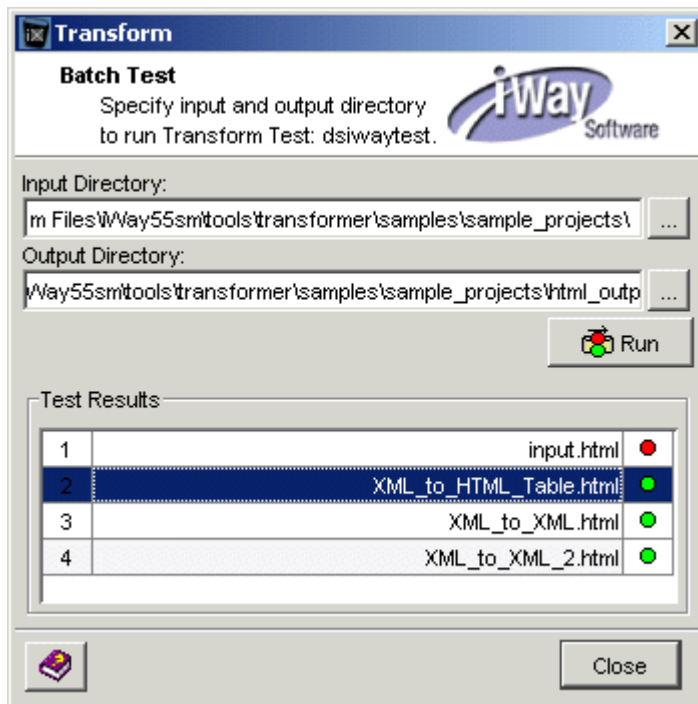 Transform
Batch Test
Specify input and output directory
to run Transform Test: dsiwaytest.
iWay
Software
Input Directory:
m Files\iWay55sm\tools\transformer\samples\sample_projects\
...
Output Directory:
Way55sm\tools\transformer\samples\sample_projects\html_outp
...
Run
Test Results
1 input.html
2 XML_to_HTML_Table.html
3 XML_to_XML.html
4 XML_to_XML_2.html
Close